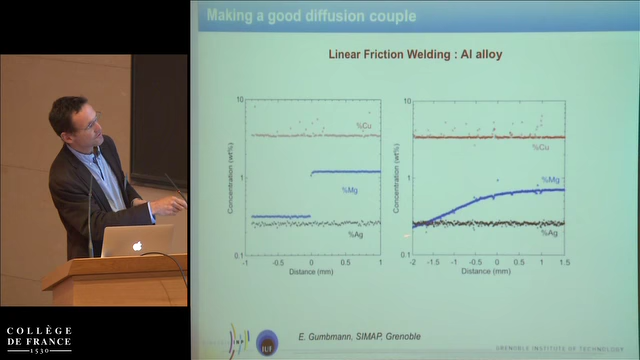 Making a good diffusion couple
Linear Friction Welding : Al alloy
10
%Cu
Concentration (wt%)
1
%Mg
%Ag
0.1
-1
-0.5
0
0.5
1
Distance (mm)
10
%Cu
Concentration (wt%)
1
%Mg
%Ag
0.1
-2
-1.5
-1
-0.5
0
0.5
1
1.5
Distance (mm)
E. Gumbmann, SIMAP, Grenoble
GRENOBLE INSTITUTE OF TECHNOLOGY
COLLÈGE
DE FRANCE
1530